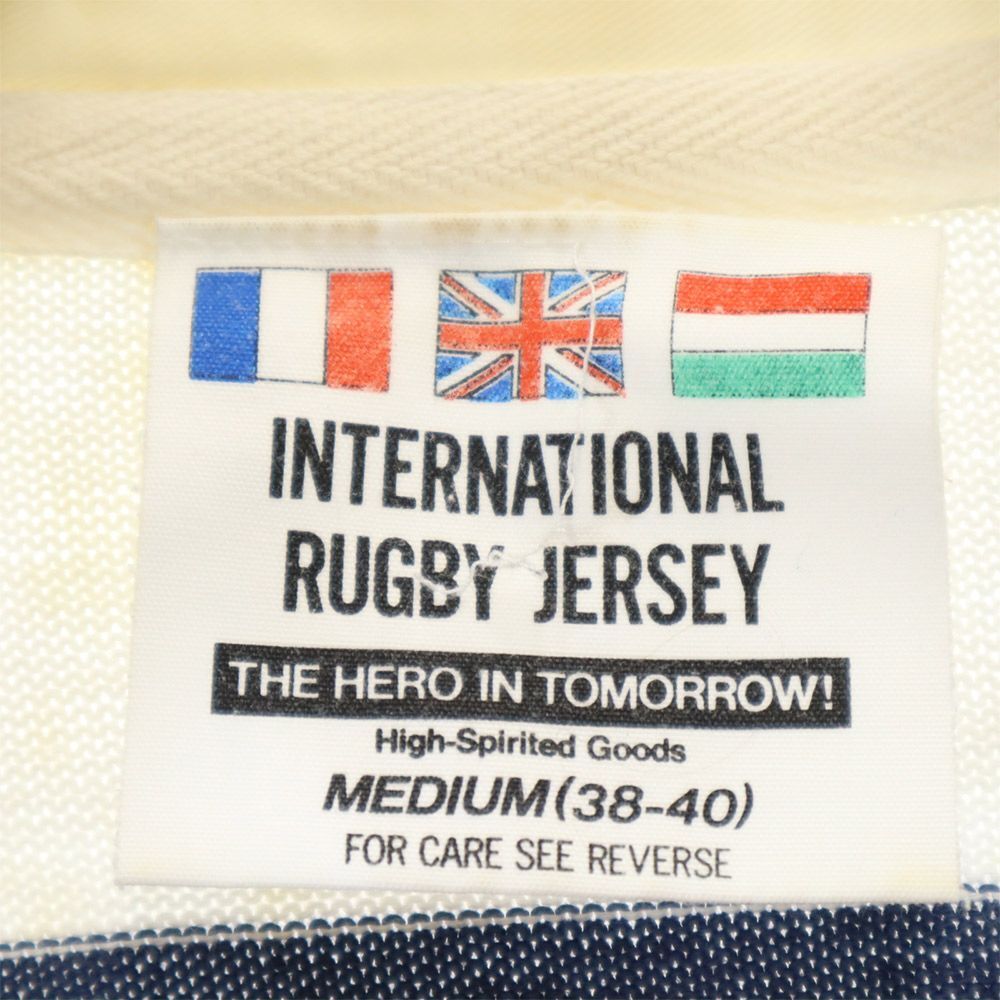 INTERNATIONAL
RUGBY JERSEY
THE HERO IN TOMORROW!
High-Spirited Goods
MEDIUM (38-40)
FOR CARE SEE REVERSE